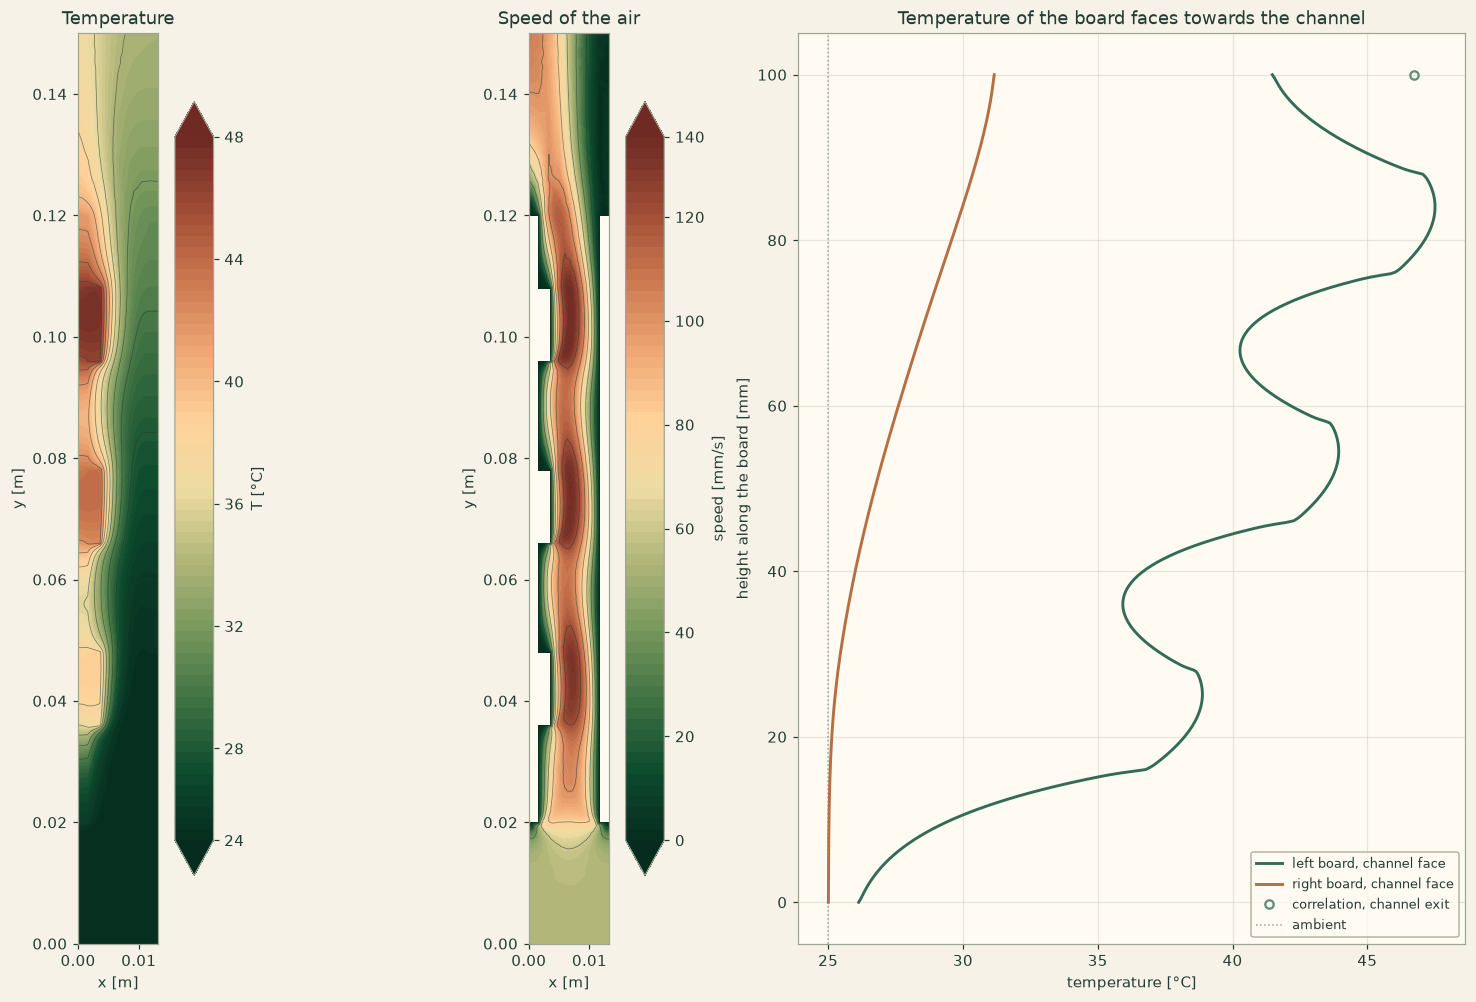 Temperature
0.14
0.12
0.10
0.08
0.06
0.04
0.02
0.00
y [m]
0.00 0.01
x [m]
48
44
40
36
32
28
24
T [°C]
Speed of the air
0.14
0.12
0.10
0.08
0.06
0.04
0.02
0.00
y [m]
0.00 0.01
x [m]
140
120
100
80
60
40
20
0
speed [mm/s]
Temperature of the board faces towards the channel
100
80
60
40
20
0
height along the board [mm]
25 30 35 40 45
temperature [°C]
left board, channel face
right board, channel face
correlation, channel exit
ambient